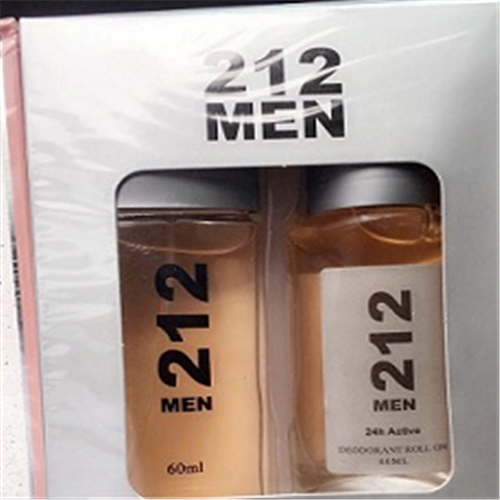 212
MEN
212
MEN
60ml
212
MEN
24h Active
DEODORANT ROLL ON
60ML